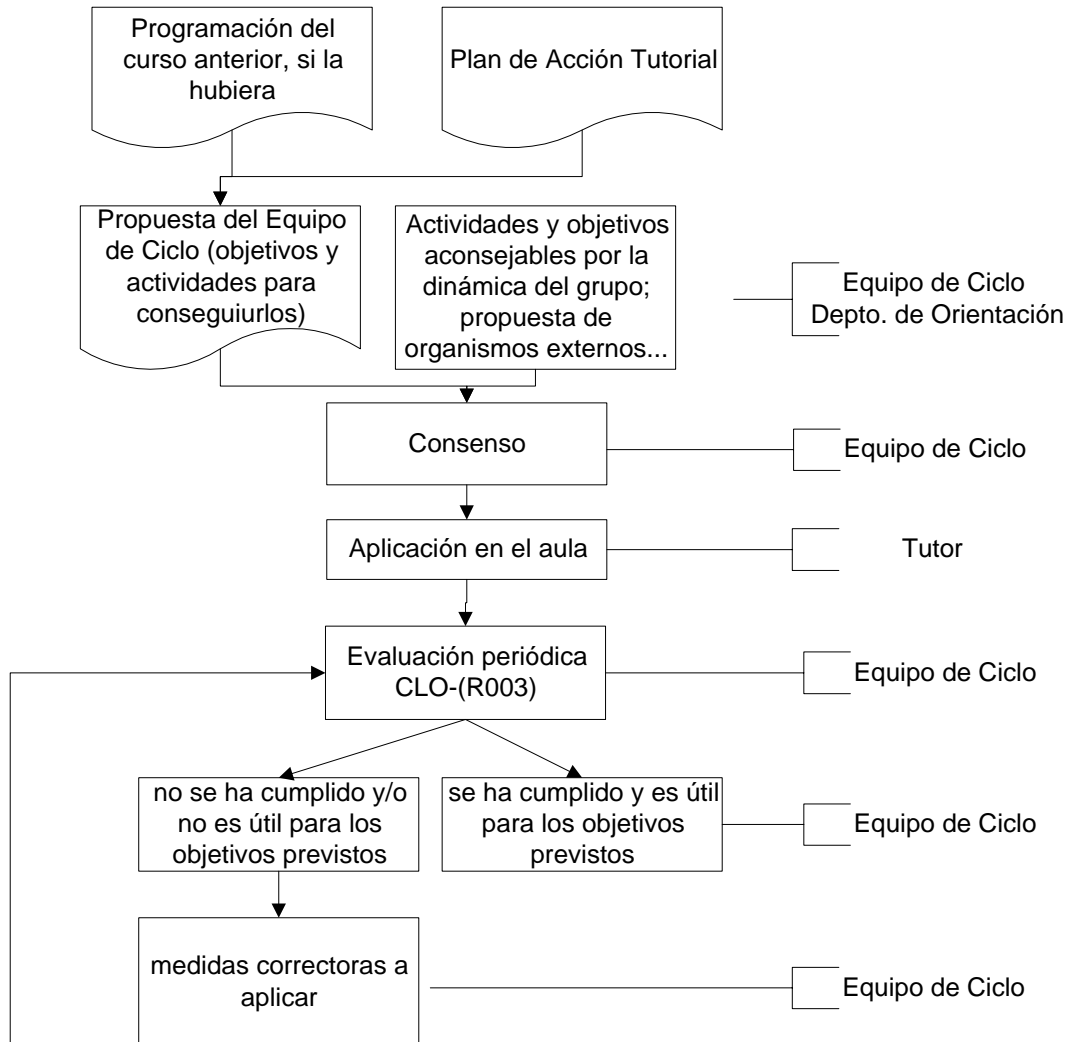 Programación del
curso anterior, si la
hubiera
Plan de Acción Tutorial
Propuesta del Equipo
de Ciclo (objetivos y
actividades para
conseguiurlos)
Actividades y objetivos
aconsejables por la
dinámica del grupo;
propuesta de
organismos externos...
Equipo de Ciclo
Depto. de Orientación
Consenso
Equipo de Ciclo
Aplicación en el aula
Tutor
Evaluación periódica
CLO-(R003)
Equipo de Ciclo
no se ha cumplido y/o
no es útil para los
objetivos previstos
se ha cumplido y es útil
para los objetivos
previstos
Equipo de Ciclo
medidas correctoras a
aplicar
Equipo de Ciclo